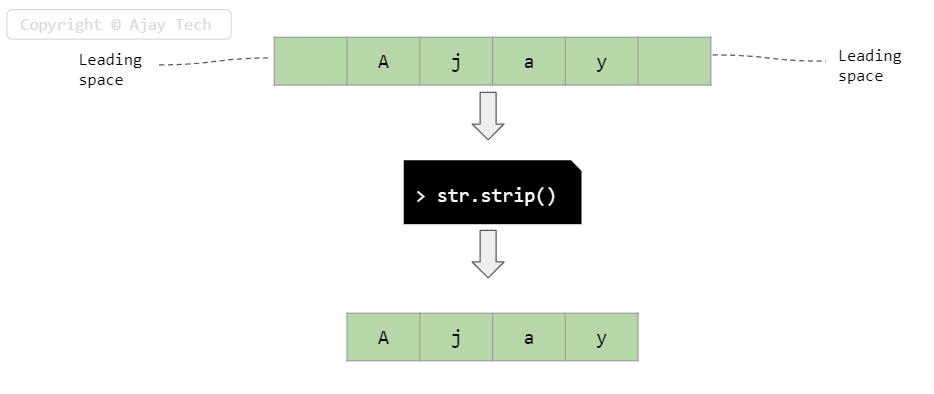 Copyright © Ajay Tech
Leading
space
A j a y
Leading
space
> str.strip()
A j a y